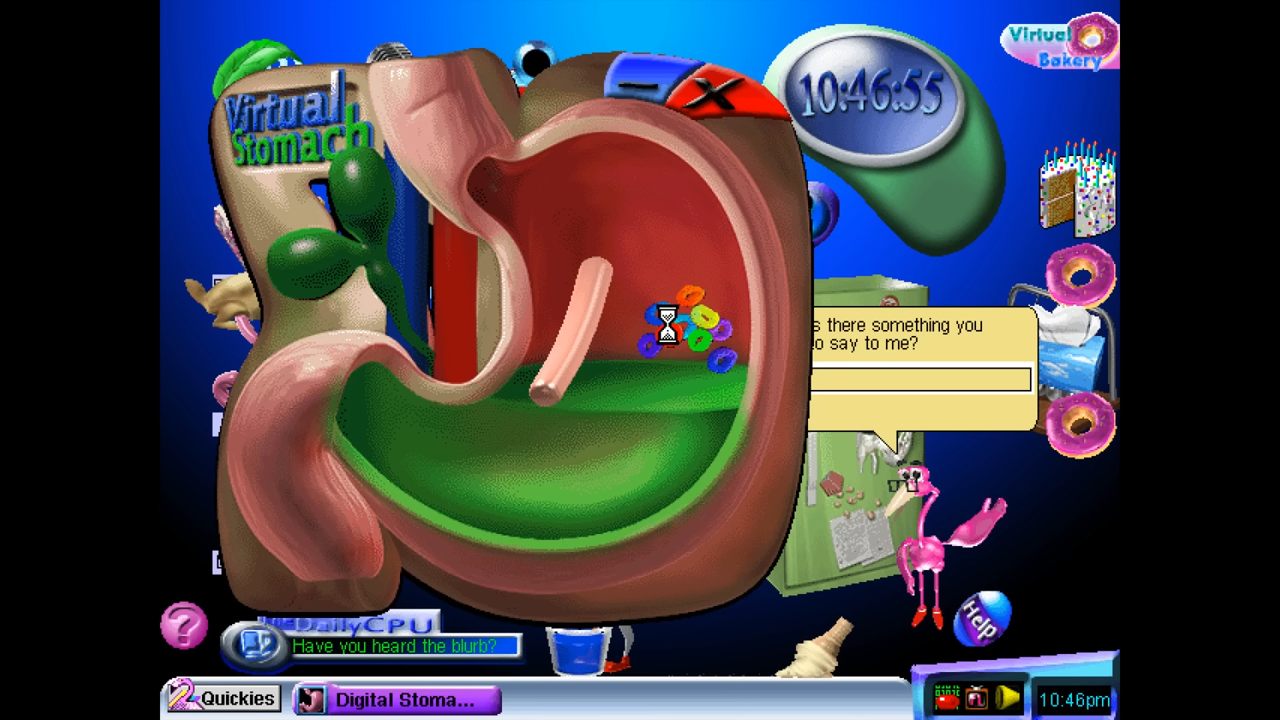 Virtual
Stomach
10:46:55
Virtual
Bakery
s there something you
o say to me?
Help
DailyCPU
Have you heard the blurb?
Quickies
Digital Stoma...
10:46pm